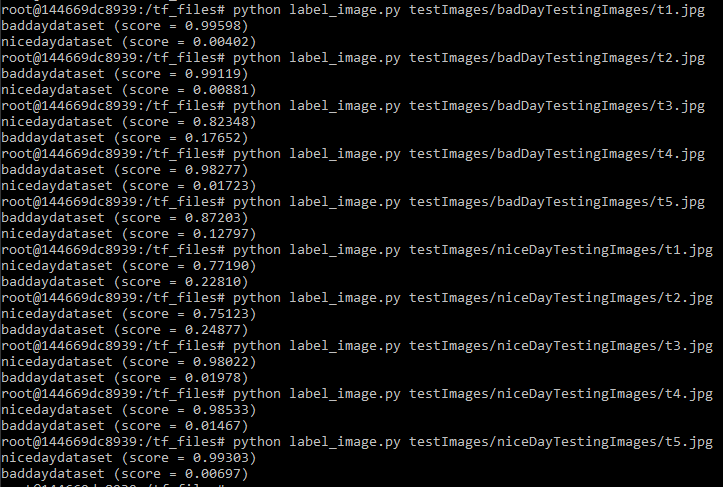 root@144669dc8939:/tf_files# python label_image.py testImages/badDayTestingImages/t1.jpg
baddaydataset (score = 0.99598)
nicedaydataset (score = 0.00402)
root@144669dc8939:/tf_files# python label_image.py testImages/badDayTestingImages/t2.jpg
baddaydataset (score = 0.99119)
nicedaydataset (score = 0.00881)
root@144669dc8939:/tf_files# python label_image.py testImages/badDayTestingImages/t3.jpg
baddaydataset (score = 0.82348)
nicedaydataset (score = 0.17652)
root@144669dc8939:/tf_files# python label_image.py testImages/badDayTestingImages/t4.jpg
baddaydataset (score = 0.98277)
nicedaydataset (score = 0.01723)
root@144669dc8939:/tf_files# python label_image.py testImages/badDayTestingImages/t5.jpg
baddaydataset (score = 0.87203)
nicedaydataset (score = 0.12797)
root@144669dc8939:/tf_files# python label_image.py testImages/niceDayTestingImages/t1.jpg
nicedaydataset (score = 0.77190)
baddaydataset (score = 0.22810)
root@144669dc8939:/tf_files# python label_image.py testImages/niceDayTestingImages/t2.jpg
nicedaydataset (score = 0.75123)
baddaydataset (score = 0.24877)
root@144669dc8939:/tf_files# python label_image.py testImages/niceDayTestingImages/t3.jpg
nicedaydataset (score = 0.98022)
baddaydataset (score = 0.01978)
root@144669dc8939:/tf_files# python label_image.py testImages/niceDayTestingImages/t4.jpg
nicedaydataset (score = 0.98533)
baddaydataset (score = 0.01467)
root@144669dc8939:/tf_files# python label_image.py testImages/niceDayTestingImages/t5.jpg
nicedaydataset (score = 0.99303)
baddaydataset (score = 0.00697)